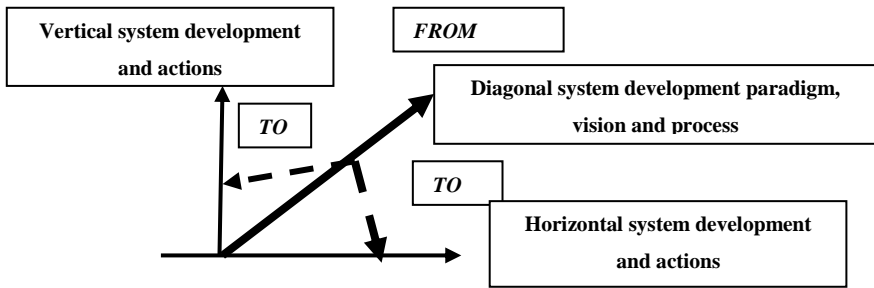 Vertical system development
and actions
FROM
Diagonal system development paradigm,
vision and process
TO
TO
Horizontal system development
and actions